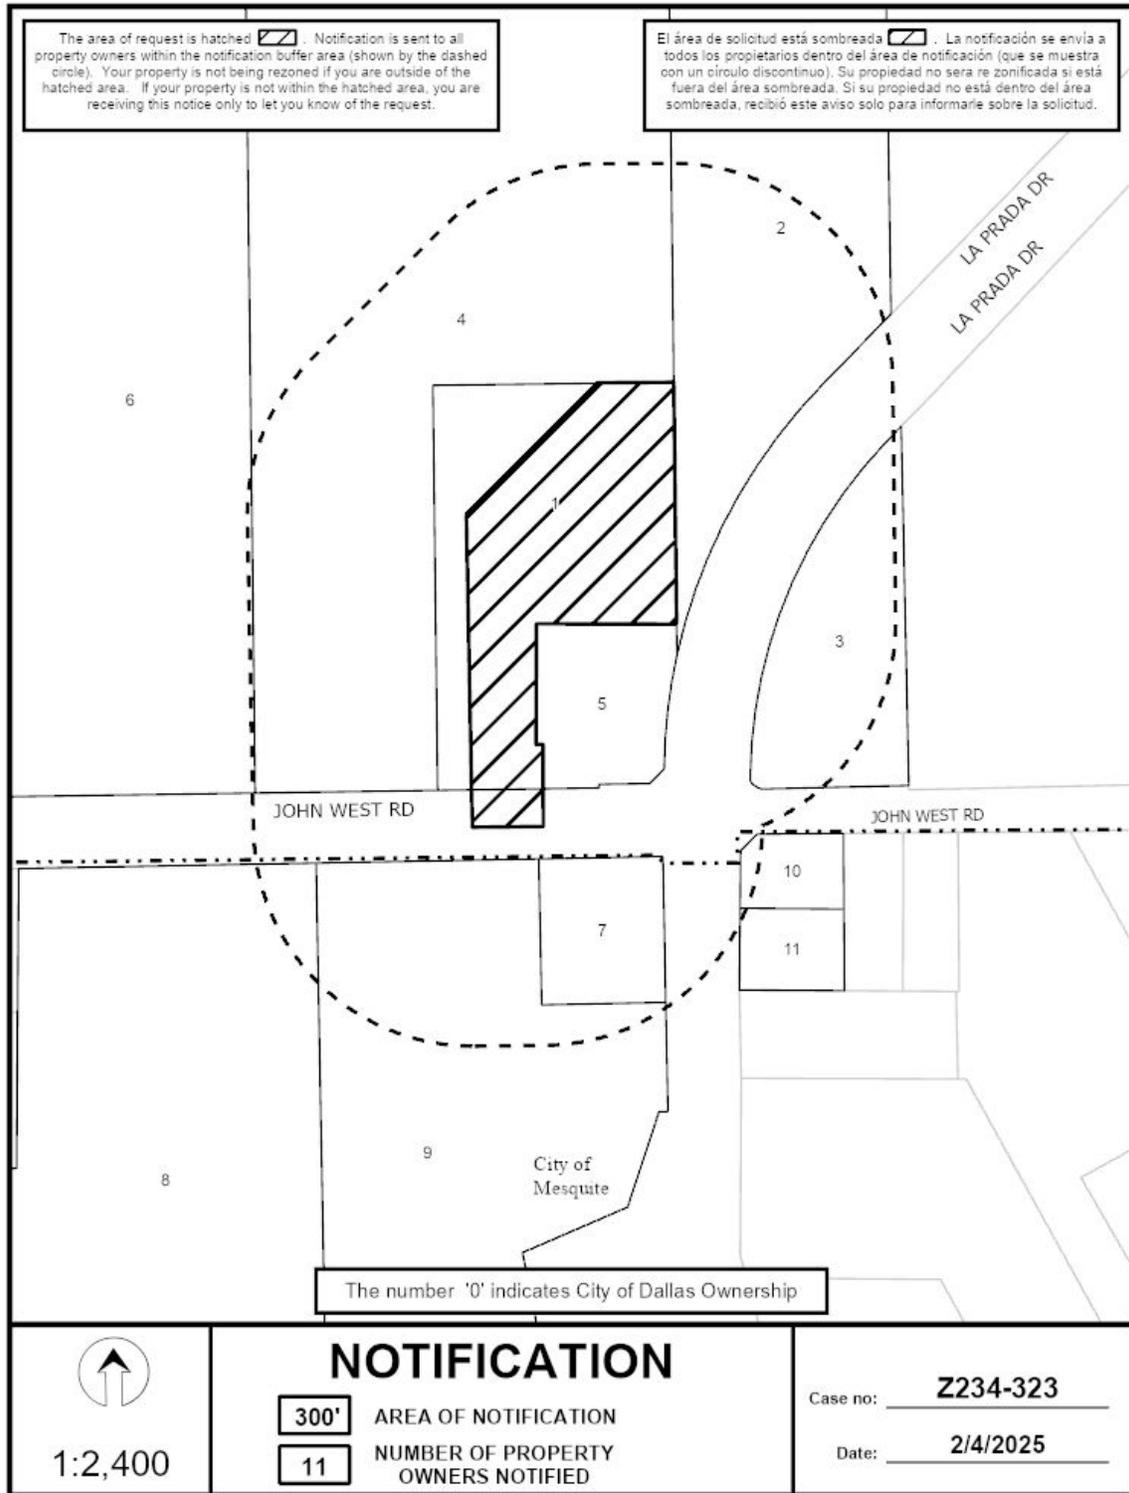 The area of request is hatched . Notification is sent to all
property owners within the notification buffer area (shown by the dashed
circle). Your property is not being rezoned if you are outside of the
hatched area. If your property is not within the hatched area, you are
receiving this notice only to let you know of the request.
El área de solicitud está sombreada . La notificación se envía a
todos los propietarios dentro del área de notificación (que se muestra
con un círculo discontinuo). Su propiedad no sera re zonificada si está
fuera del área sombreada. Si su propiedad no está dentro del área
sombreada, recibió este aviso solo para informarle sobre la solicitud.
LA PRADA DR
LA PRADA DR
2
4
6
1
3
5
JOHN WEST RD
JOHN WEST RD
10
7
11
9
8
City of
Mesquite
The number '0' indicates City of Dallas Ownership
1:2,400
NOTIFICATION
300' AREA OF NOTIFICATION
11 NUMBER OF PROPERTY
OWNERS NOTIFIED
Case no: Z234-323
Date: 2/4/2025